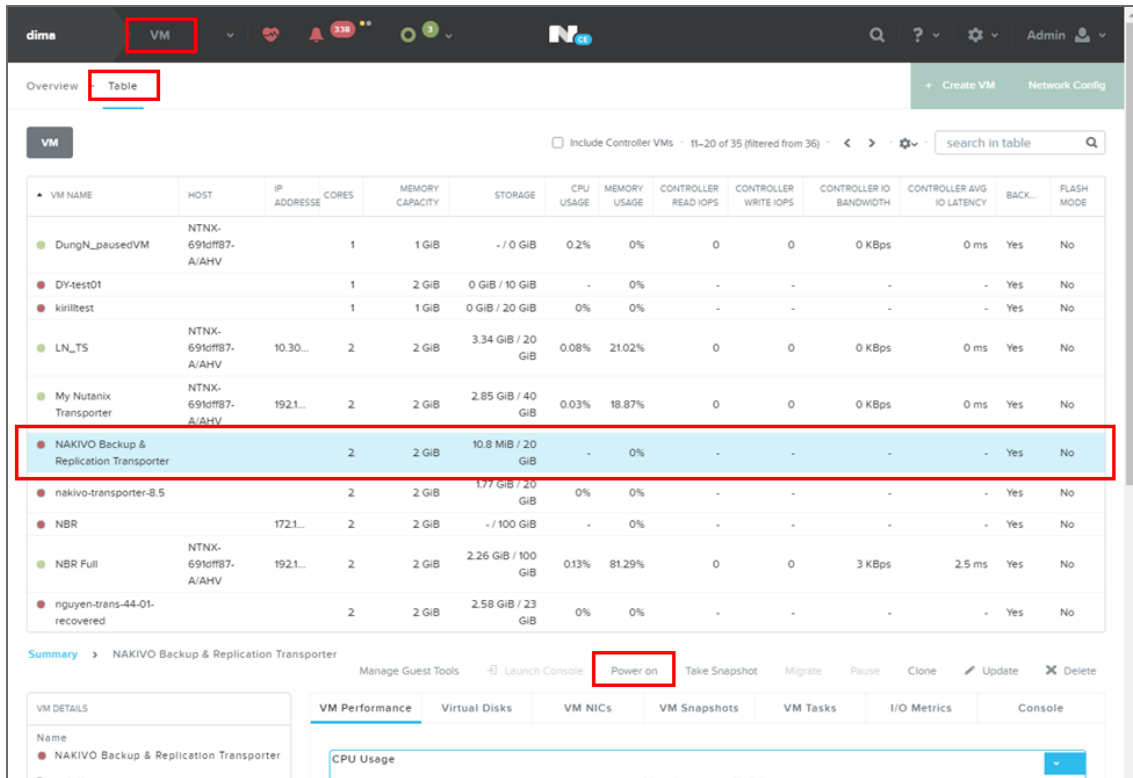 dima VM 338 3 N CE ? Admin
Overview · Table + Create VM Network Config
VM Include Controller VMs · 11–20 of 35 (filtered from 36) · < > · · search in table
VM NAME HOST IP ADDRESSE CORES MEMORY CAPACITY STORAGE CPU USAGE MEMORY USAGE CONTROLLER READ IOPS CONTROLLER WRITE IOPS CONTROLLER IO BANDWIDTH CONTROLLER AVG IO LATENCY BACK... FLASH MODE
DungN_pausedVM NTNX-691dff87-A/AHV 1 1 GiB - / 0 GiB 0.2% 0% 0 0 0 KBps 0 ms Yes No
DY-test01 1 2 GiB 0 GiB / 10 GiB - 0% - - - - Yes No
kirilltest 1 1 GiB 0 GiB / 20 GiB 0% 0% - - - - Yes No
LN_TS NTNX-691dff87-A/AHV 10.30... 2 2 GiB 3.34 GiB / 20 GiB 0.08% 21.02% 0 0 0 KBps 0 ms Yes No
My Nutanix Transporter NTNX-691dff87-A/AHV 192.1... 2 2 GiB 2.85 GiB / 40 GiB 0.03% 18.87% 0 0 0 KBps 0 ms Yes No
NAKIVO Backup & Replication Transporter 2 2 GiB 10.8 MiB / 20 GiB - 0% - - - - Yes No
nakivo-transporter-8.5 2 2 GiB 1.77 GiB / 20 GiB 0% 0% - - - - Yes No
NBR 172.1... 2 2 GiB - / 100 GiB - 0% - - - - Yes No
NBR Full NTNX-691dff87-A/AHV 192.1... 2 2 GiB 2.26 GiB / 100 GiB 0.13% 81.29% 0 0 3 KBps 2.5 ms Yes No
nguyen-trans-44-01-recovered 2 2 GiB 2.58 GiB / 23 GiB 0% 0% - - - - Yes No
Summary > NAKIVO Backup & Replication Transporter
Manage Guest Tools Launch Console Power on Take Snapshot Migrate Pause Clone Update Delete
VM DETAILS VM Performance Virtual Disks VM NICs VM Snapshots VM Tasks I/O Metrics Console
Name
NAKIVO Backup & Replication Transporter CPU Usage